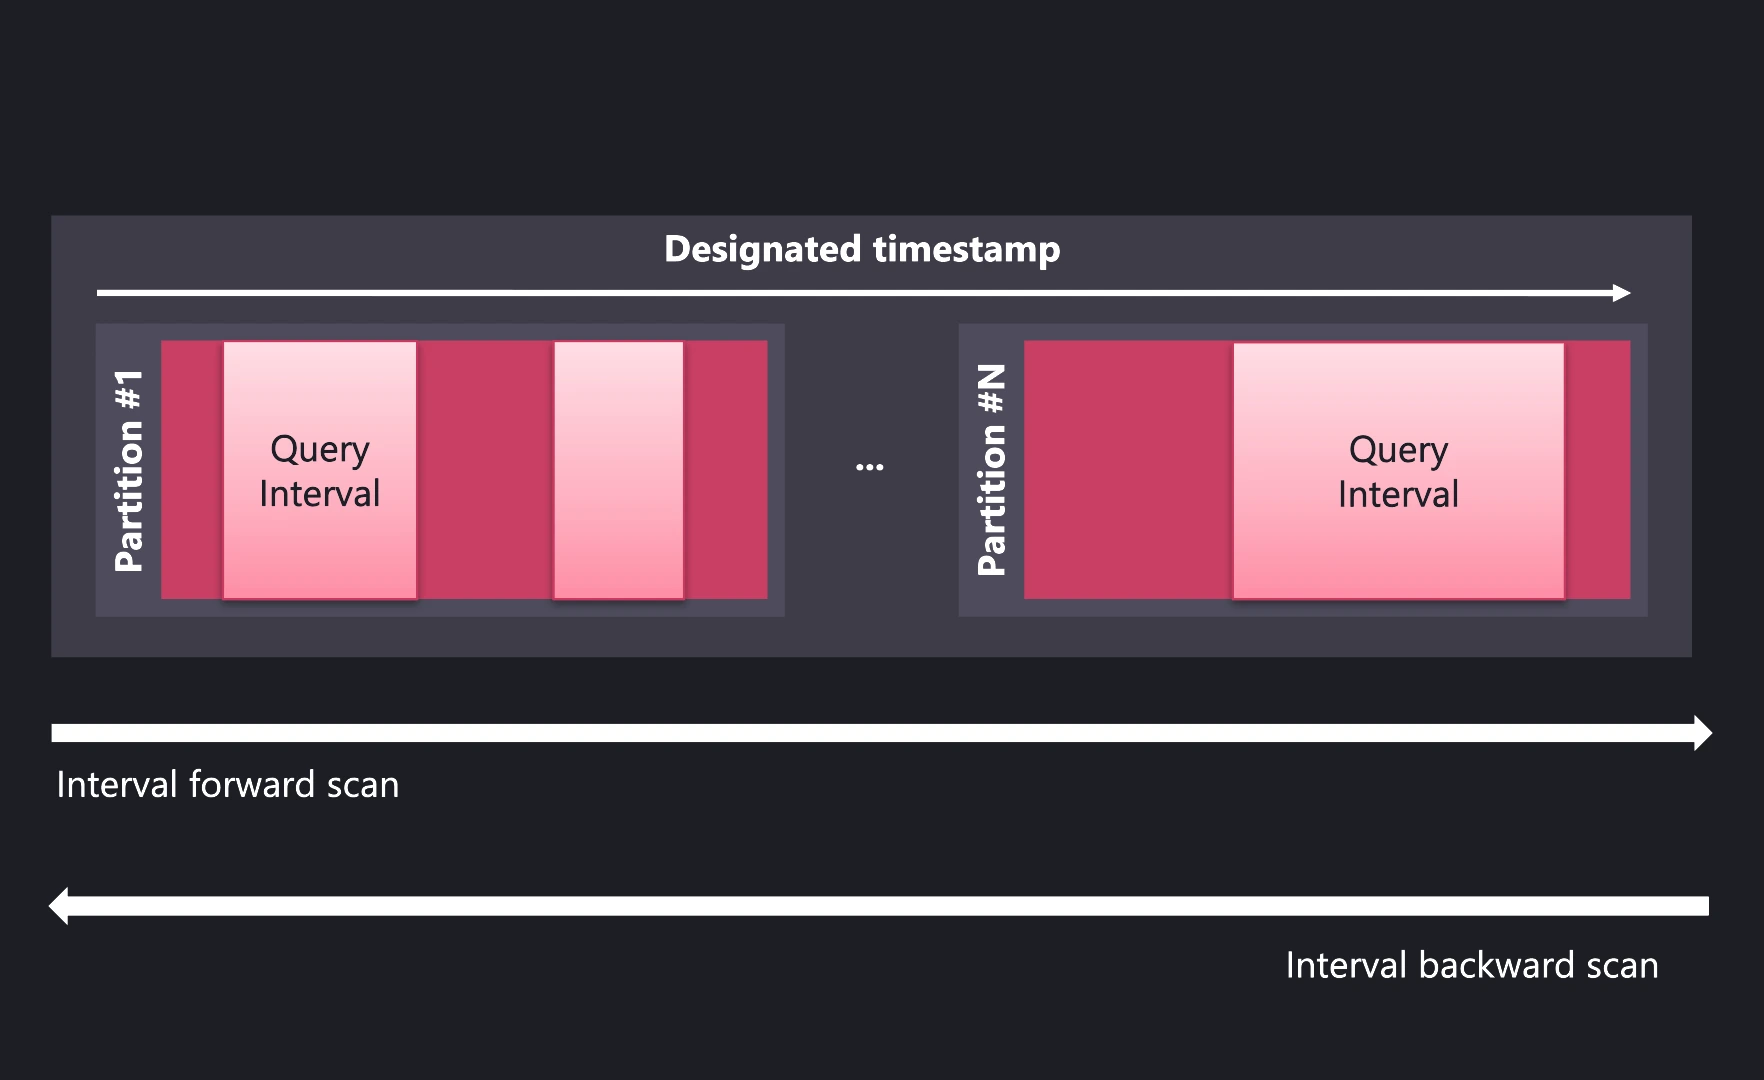 Designated timestamp
Partition #1
Query
Interval
...
Partition #N
Query
Interval
Interval forward scan
Interval backward scan